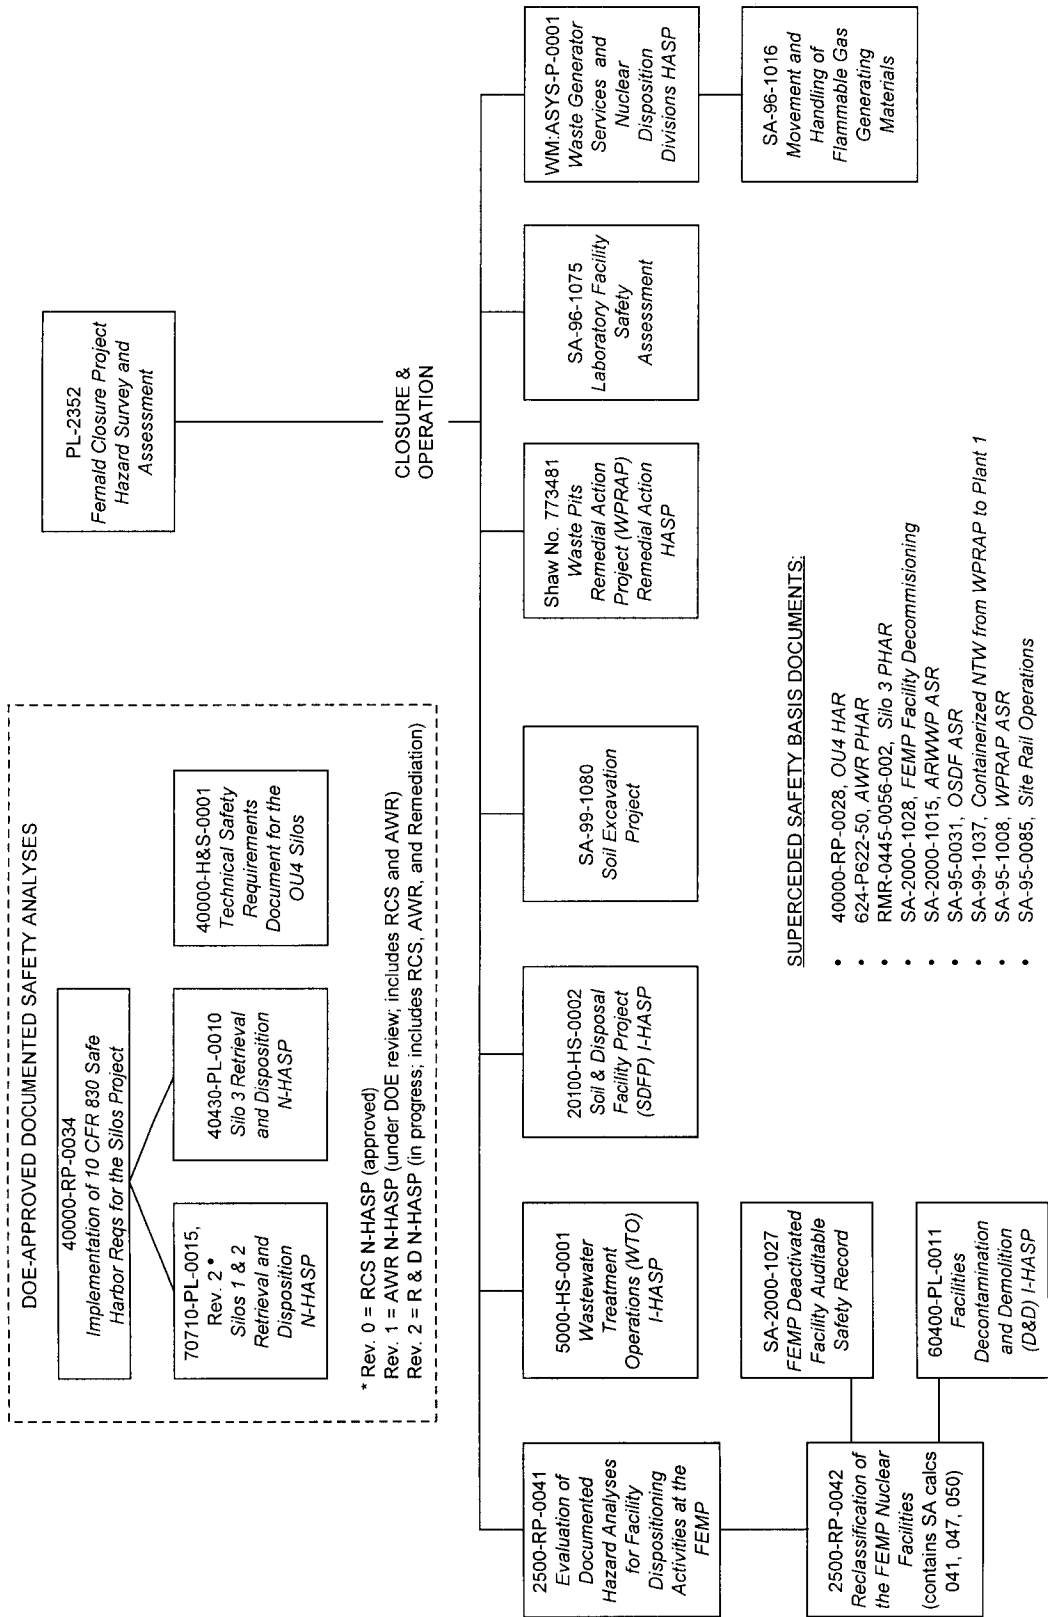 DOE-APPROVED DOCUMENTED SAFETY ANALYSES
40000-RP-0034
Implementation of 10 CFR 830 Safe
Harbor Reqs for the Silos Project
70710-PL-0015,
Rev. 2 *
Silos 1 & 2
Retrieval and
Disposition
N-HASP
40430-PL-0010
Silo 3 Retrieval
and Disposition
N-HASP
40000-H&S-0001
Technical Safety
Requirements
Document for the
OU4 Silos
* Rev. 0 = RCS N-HASP (approved)
Rev. 1 = AWR N-HASP (under DOE review; includes RCS and AWR)
Rev. 2 = R & D N-HASP (in progress; includes RCS, AWR, and Remediation)
PL-2352
Fernald Closure Project
Hazard Survey and
Assessment
CLOSURE &
OPERATION
2500-RP-0041
Evaluation of
Documented
Hazard Analyses
for Facility
Dispositioning
Activities at the
FEMP
5000-HS-0001
Wastewater
Treatment
Operations (WTO)
I-HASP
20100-HS-0002
Soil & Disposal
Facility Project
(SDFP) I-HASP
SA-99-1080
Soil Excavation
Project
Shaw No. 773481
Waste Pits
Remedial Action
Project (WPRAP)
Remedial Action
HASP
SA-96-1075
Laboratory Facility
Safety
Assessment
WM:ASYS-P-0001
Waste Generator
Services and
Nuclear
Disposition
Divisions HASP
2500-RP-0042
Reclassification of
the FEMP Nuclear
Facilities
(contains SA calcs
041, 047, 050)
SA-2000-1027
FEMP Deactivated
Facility Auditable
Safety Record
60400-PL-0011
Facilities
Decontamination
and Demolition
(D&D) I-HASP
SA-96-1016
Movement and
Handling of
Flammable Gas
Generating
Materials
SUPERCEDED SAFETY BASIS DOCUMENTS:
• 40000-RP-0028, OU4 HAR
• 624-P622-50, AWR PHAR
• RMR-0445-0056-002, Silo 3 PHAR
• SA-2000-1028, FEMP Facility Decommisioning
• SA-2000-1015, ARWWP ASR
• SA-95-0031, OSDF ASR
• SA-99-1037, Containerized NTW from WPRAP to Plant 1
• SA-95-1008, WPRAP ASR
• SA-95-0085, Site Rail Operations